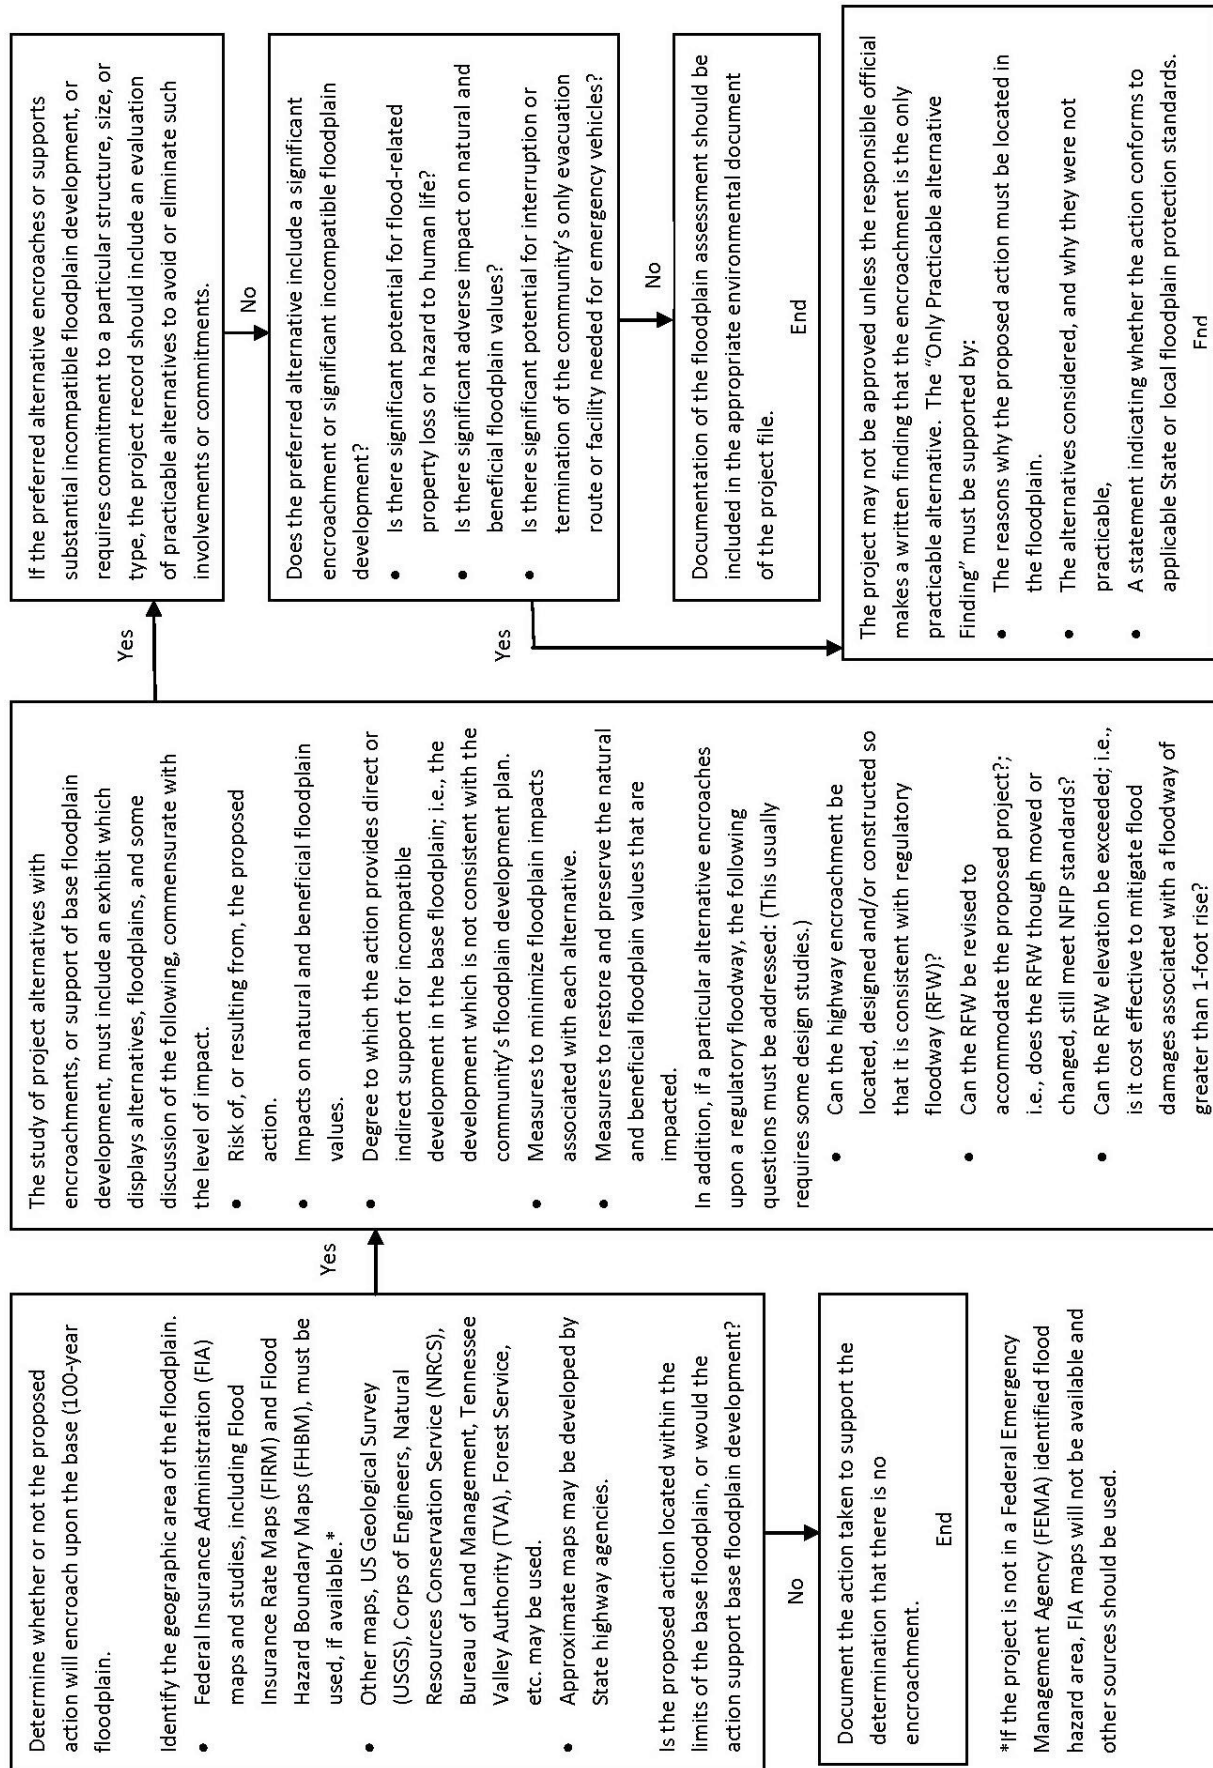 Determine whether or not the proposed
action will encroach upon the base (100-year
floodplain.
Identify the geographic area of the floodplain.
• Federal Insurance Administration (FIA)
maps and studies, including Flood
Insurance Rate Maps (FIRM) and Flood
Hazard Boundary Maps (FHBM), must be
used, if available.*
• Other maps, US Geological Survey
(USGS), Corps of Engineers, Natural
Resources Conservation Service (NRCS),
Bureau of Land Management, Tennessee
Valley Authority (TVA), Forest Service,
etc. may be used.
• Approximate maps may be developed by
State highway agencies.
Is the proposed action located within the
limits of the base floodplain, or would the
action support base floodplain development?
No
Document the action taken to support the
determination that there is no
encroachment.
End
*If the project is not in a Federal Emergency
Management Agency (FEMA) identified flood
hazard area, FIA maps will not be available and
other sources should be used.
Yes
The study of project alternatives with
encroachments, or support of base floodplain
development, must include an exhibit which
displays alternatives, floodplains, and some
discussion of the following, commensurate with
the level of impact.
• Risk of, or resulting from, the proposed
action.
• Impacts on natural and beneficial floodplain
values.
• Degree to which the action provides direct or
indirect support for incompatible
development in the base floodplain; i.e., the
development which is not consistent with the
community's floodplain development plan.
• Measures to minimize floodplain impacts
associated with each alternative.
• Measures to restore and preserve the natural
and beneficial floodplain values that are
impacted.
In addition, if a particular alternative encroaches
upon a regulatory floodway, the following
questions must be addressed: (This usually
requires some design studies.)
• Can the highway encroachment be
located, designed and/or constructed so
that it is consistent with regulatory
floodway (RFW)?
• Can the RFW be revised to
accommodate the proposed project?;
i.e., does the RFW though moved or
changed, still meet NFIP standards?
• Can the RFW elevation be exceeded; i.e.,
is it cost effective to mitigate flood
damages associated with a floodway of
greater than 1-foot rise?
Yes
If the preferred alternative encroaches or supports
substantial incompatible floodplain development, or
requires commitment to a particular structure, size, or
type, the project record should include an evaluation
of practicable alternatives to avoid or eliminate such
involvements or commitments.
No
Does the preferred alternative include a significant
encroachment or significant incompatible floodplain
development?
• Is there significant potential for flood-related
property loss or hazard to human life?
• Is there significant adverse impact on natural and
beneficial floodplain values?
• Is there significant potential for interruption or
termination of the community's only evacuation
route or facility needed for emergency vehicles?
No
Documentation of the floodplain assessment should be
included in the appropriate environmental document
of the project file.
End
Yes
The project may not be approved unless the responsible official
makes a written finding that the encroachment is the only
practicable alternative. The “Only Practicable alternative
Finding” must be supported by:
• The reasons why the proposed action must be located in
the floodplain.
• The alternatives considered, and why they were not
practicable,
• A statement indicating whether the action conforms to
applicable State or local floodplain protection standards.
End